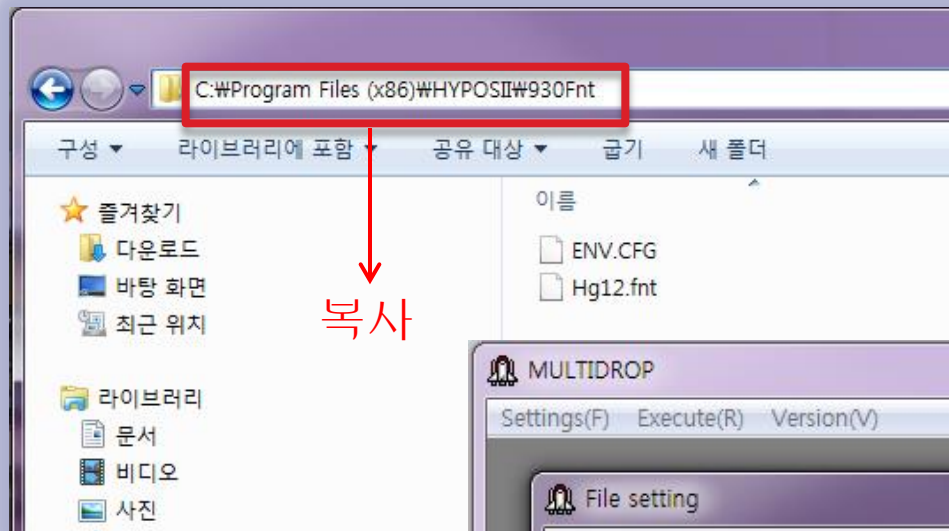 C:₩Program Files (x86)₩HYPOSII₩930Fnt
구성 라이브러리에 포함 공유 대상 굽기 새 폴더
즐겨찾기
다운로드
바탕 화면
최근 위치
라이브러리
문서
비디오
사진
이름
ENV.CFG
Hg12.fnt
복사
MULTIDROP
Settings(F) Execute(R) Version(V)
File setting